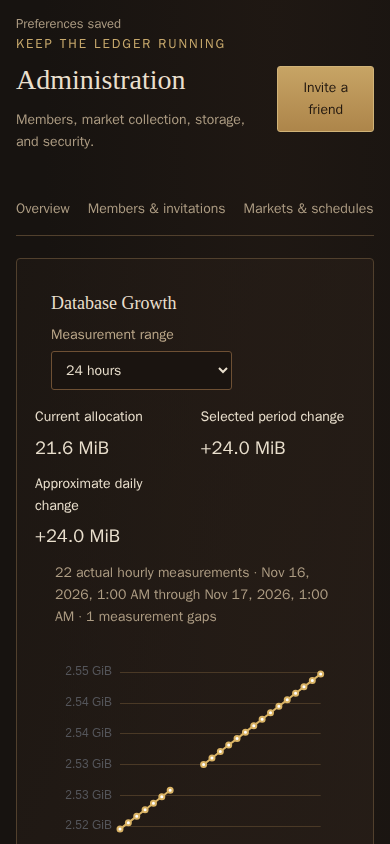 Preferences saved
KEEP THE LEDGER RUNNING
Administration
Invite a
friend
Members, market collection, storage,
and security.
Overview Members & invitations Markets & schedules
Database Growth
Measurement range
24 hours
Current allocation Selected period change
21.6 MiB +24.0 MiB
Approximate daily
change
+24.0 MiB
22 actual hourly measurements · Nov 16,
2026, 1:00 AM through Nov 17, 2026, 1:00
AM · 1 measurement gaps
2.55 GiB
2.54 GiB
2.54 GiB
2.53 GiB
2.53 GiB
2.52 GiB